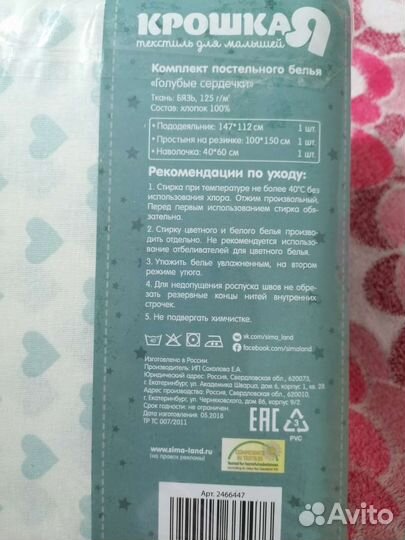 КРОШКА Я
текстиль для малышей
Комплект постельного белья
«Голубые сердечки»
Ткань: БЯЗЬ, 125 г/м²
Состав: хлопок 100%
• Пододеяльник: 147*112 см 1 шт.
• Простыня на резинке: 100*150 см 1 шт.
• Наволочка: 40*60 см 1 шт.
Рекомендации по уходу:
1. Стирка при температуре не более 40°С без
использования хлора. Отжим произвольный.
Перед первым использованием стирка обя-
зательна.
2. Стирку цветного и белого белья произво-
дить отдельно. Не рекомендуется использо-
вание отбеливателей для цветного белья.
3. Утюжить белье увлажненным, на втором
режиме утюга.
4. Для недопущения роспуска швов не обре-
зать резервные концы нитей внутренних
строчек.
5. Не подвергать химчистке.
vk.com/sima_land
facebook.com/simaland
Изготовлено в России.
Производитель: ИП Соколова Е.А.
Юридический адрес: Россия, Свердловская обл., 620073,
г. Екатеринбург, ул. Академика Шварца, дом 6, корпус 1, кв. 28
Адрес: Россия, Свердловская обл., 620010,
г. Екатеринбург, ул. Черняховского, дом 86, корпус 9/2.
Срок годности: не ограничен.
Дата изготовления: 05.2018
ТР ТС 007/2011
EAC
3
PVC
www.sima-land.ru
(на правах рекламы)
Арт. 2466447
Avito